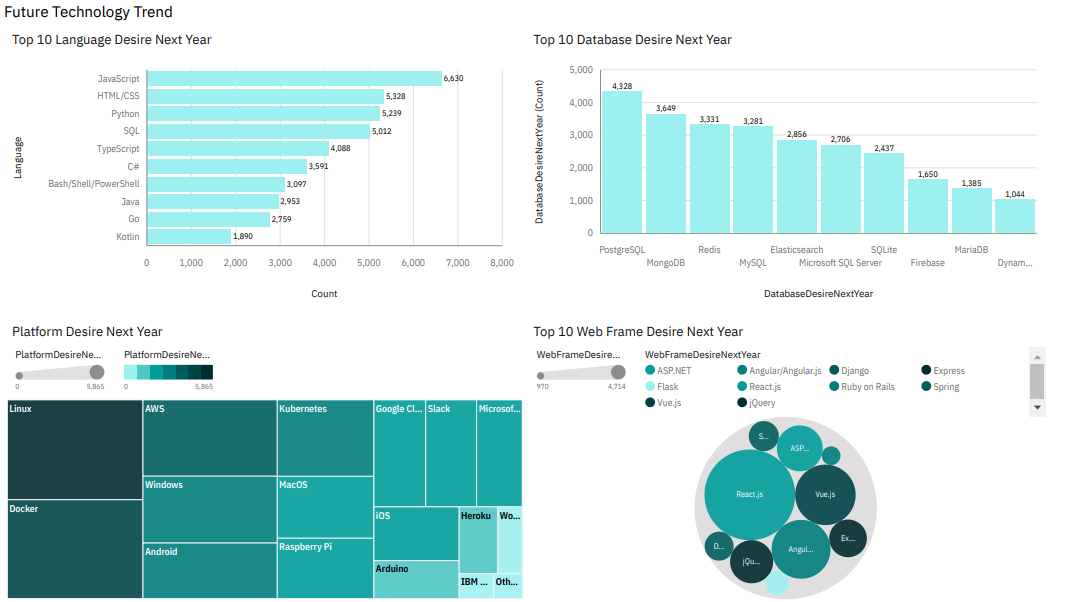 Future Technology Trend
Top 10 Language Desire Next Year
Language
JavaScript 6,630
HTML/CSS 5,328
Python 5,239
SQL 5,012
TypeScript 4,088
C# 3,591
Bash/Shell/PowerShell 3,097
Java 2,953
Go 2,759
Kotlin 1,890
0 1,000 2,000 3,000 4,000 5,000 6,000 7,000 8,000
Count
Top 10 Database Desire Next Year
DatabaseDesireNextYear (Count)
5,000
4,000
3,000
2,000
1,000
0
4,328 3,649 3,331 3,281 2,856 2,706 2,437 1,650 1,385 1,044
PostgreSQL Redis Elasticsearch SQLite MariaDB
MongoDB MySQL Microsoft SQL Server Firebase Dynam...
DatabaseDesireNextYear
Platform Desire Next Year
PlatformDesireNe... PlatformDesireNe...
0 5,865 0 5,865
Linux AWS Kubernetes Google Cl... Slack Microsof...
Windows MacOS
Docker iOS Heroku Wo...
Android Raspberry Pi
Arduino IBM ... Oth...
Top 10 Web Frame Desire Next Year
WebFrameDesire... WebFrameDesireNextYear
970 4,714
ASP.NET Angular/Angular.js Django Express
Flask React.js Ruby on Rails Spring
Vue.js jQuery
S... ASP...
React.js Vue.js
D... jQu... Angul... Ex...